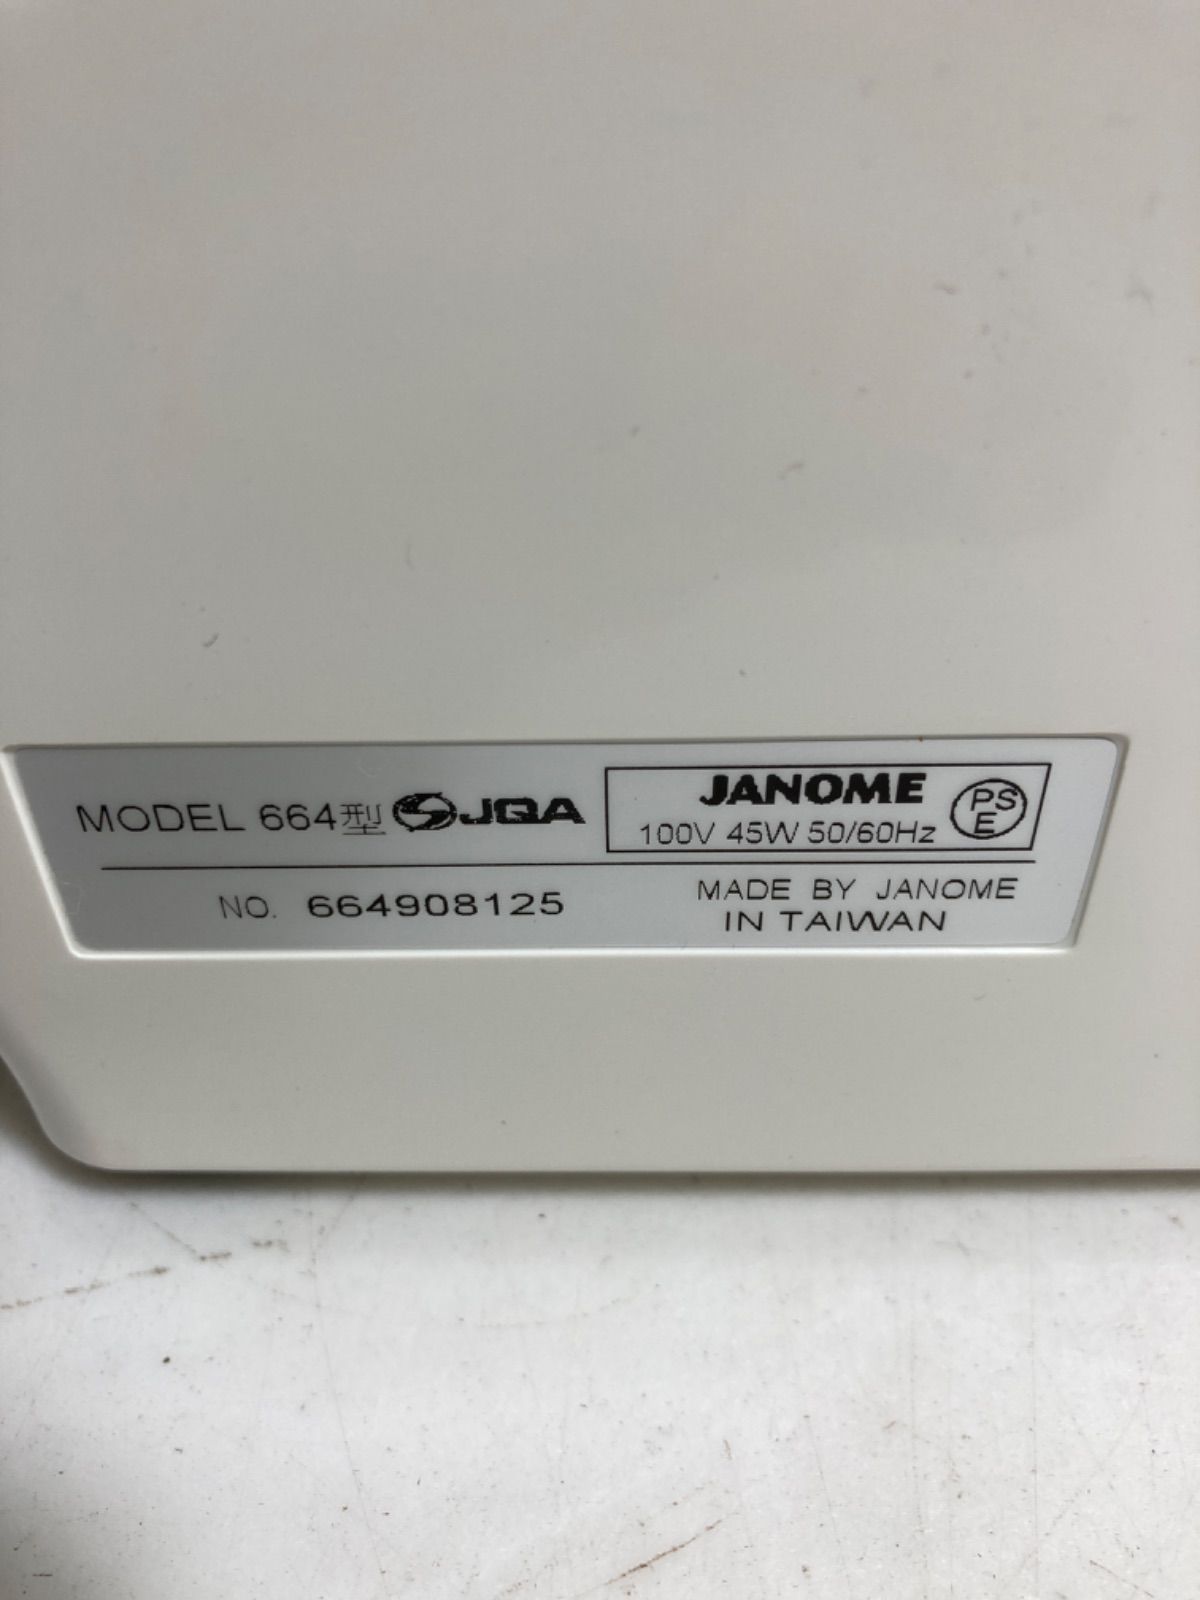 MODEL 664型 JQA
JANOME
100V 45W 50/60Hz
PS
E
NO. 664908125
MADE BY JANOME
IN TAIWAN